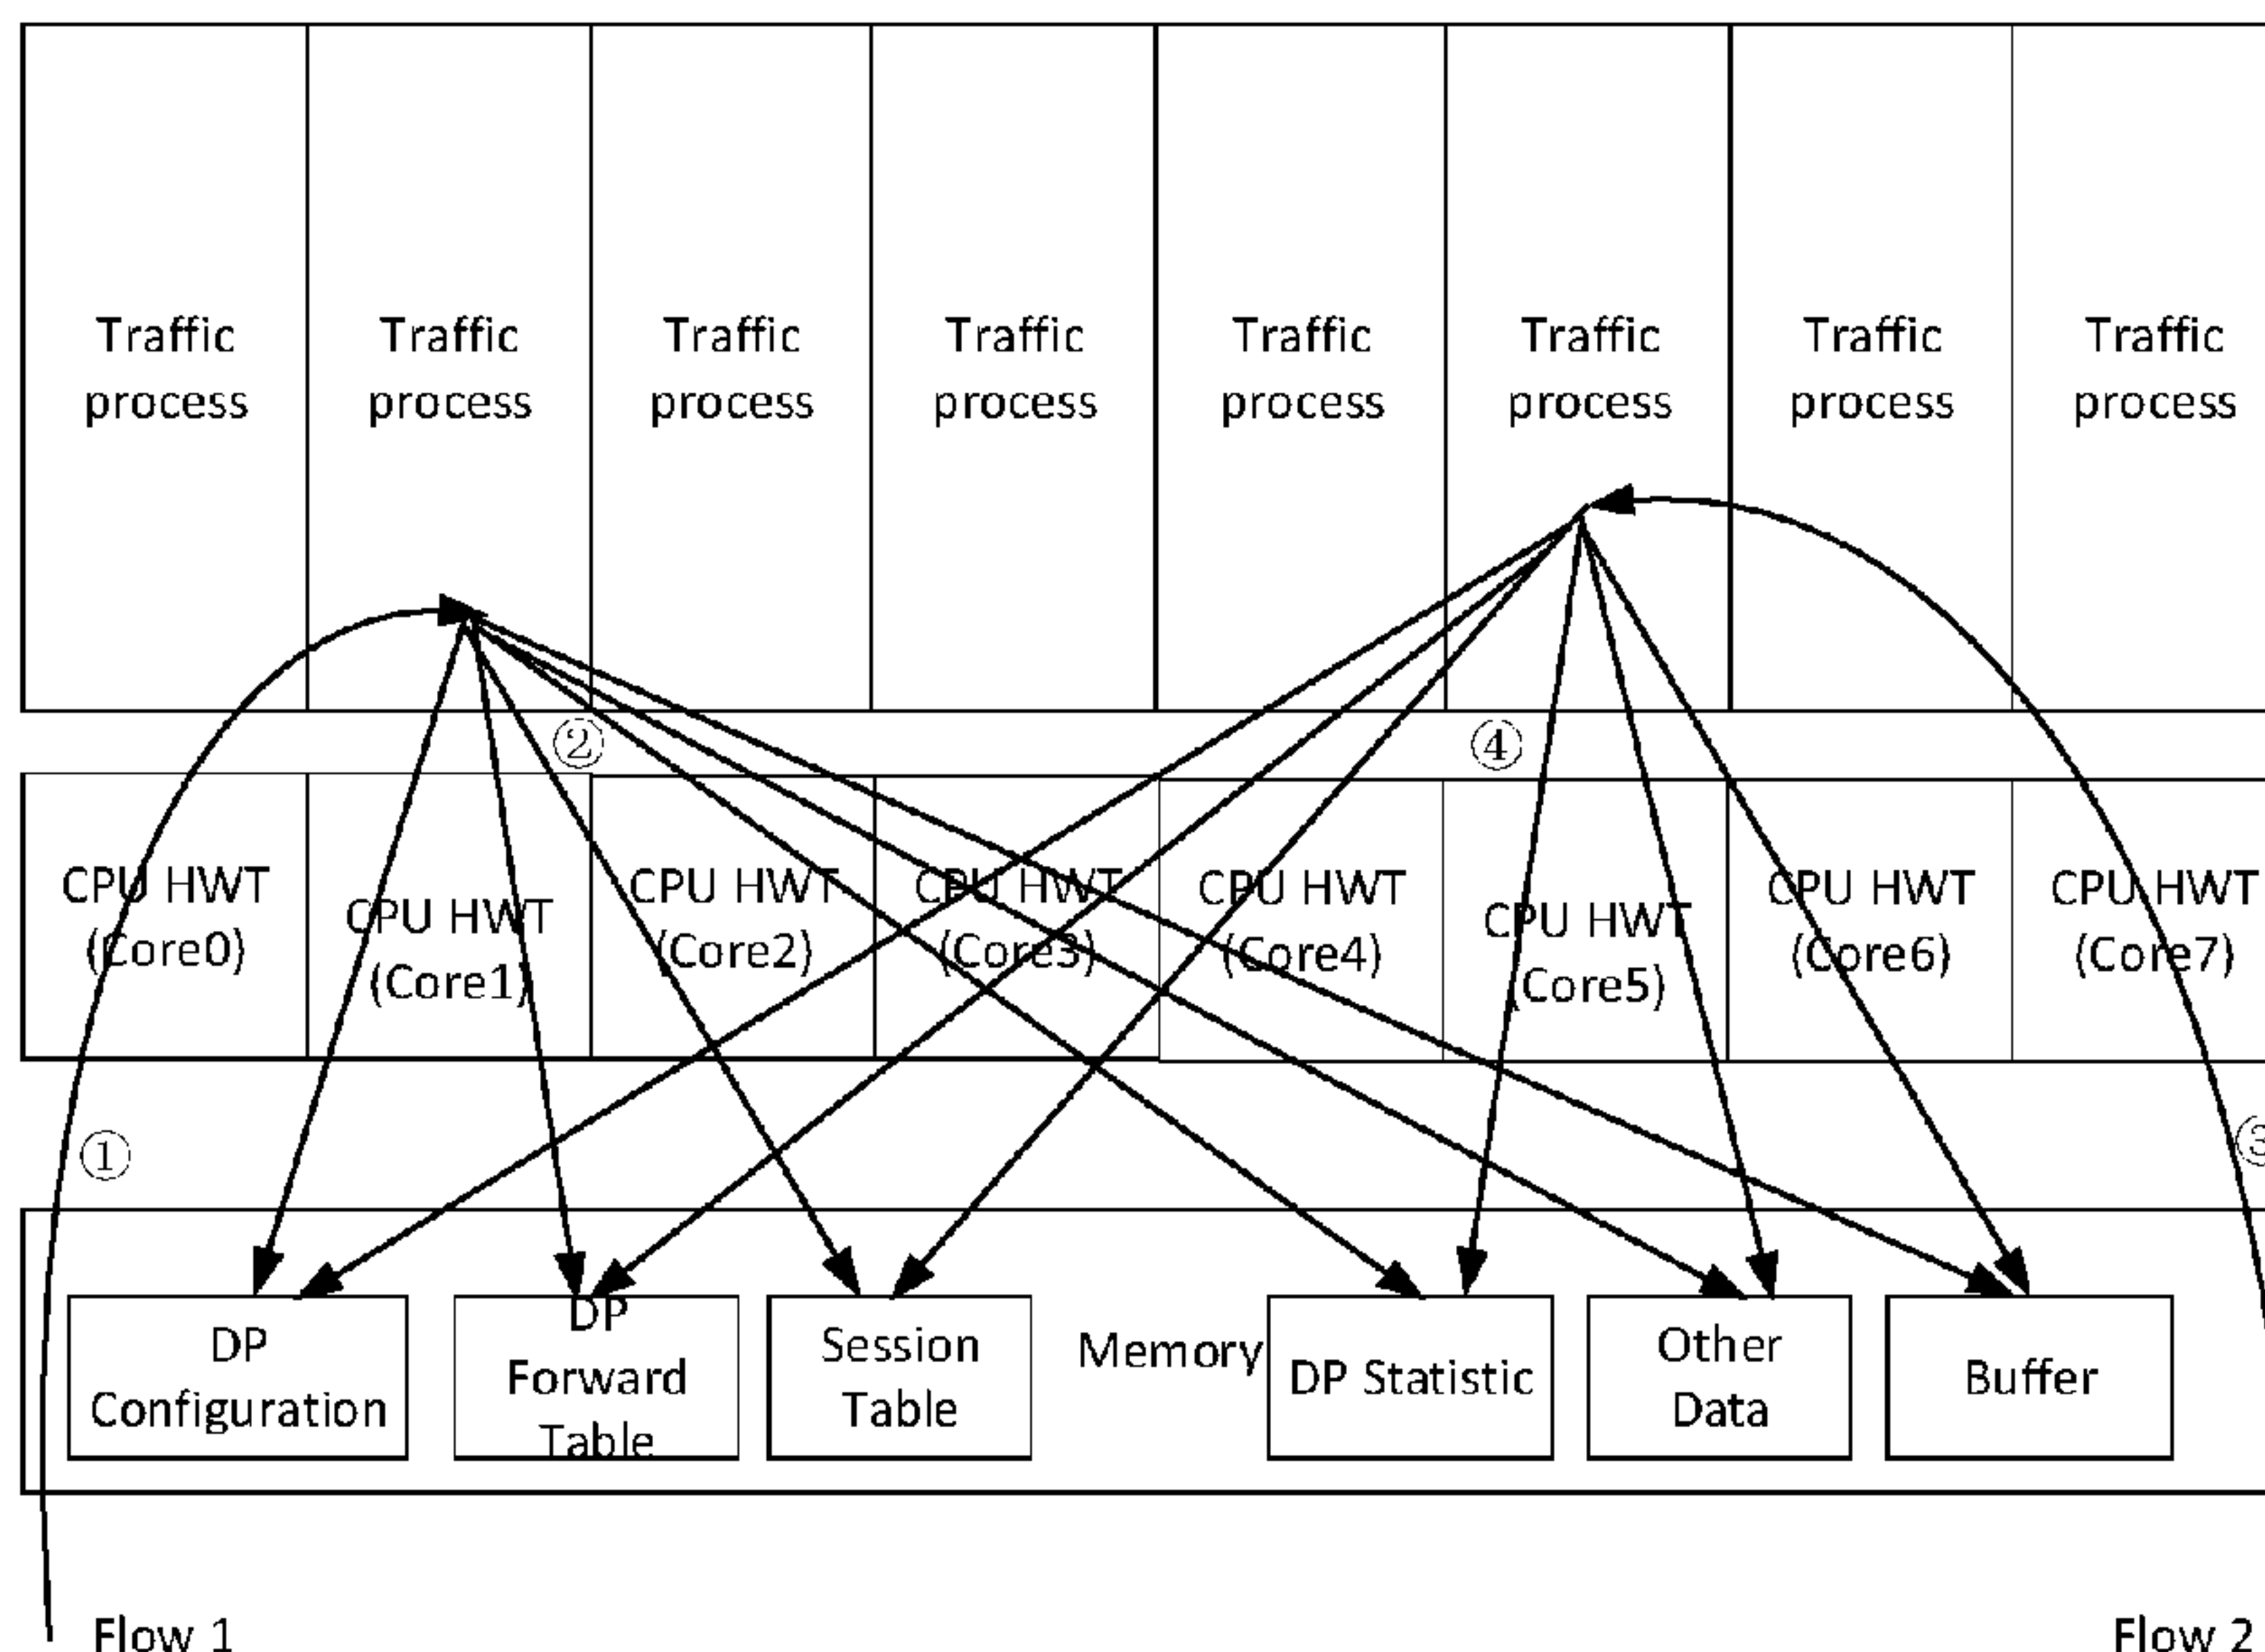 Traffic
process
Traffic
process
Traffic
process
Traffic
process
Traffic
process
Traffic
process
Traffic
process
Traffic
process
②
④
CPU HWT
(Core0)
CPU HWT
(Core1)
CPU HWT
(Core2)
CPU HWT
(Core3)
CPU HWT
(Core4)
CPU HWT
(Core5)
CPU HWT
(Core6)
CPU HWT
(Core7)
①
③
DP
Configuration
DP
Forward
Table
Session
Table
Memory
DP Statistic
Other
Data
Buffer
Flow 1
Flow 2